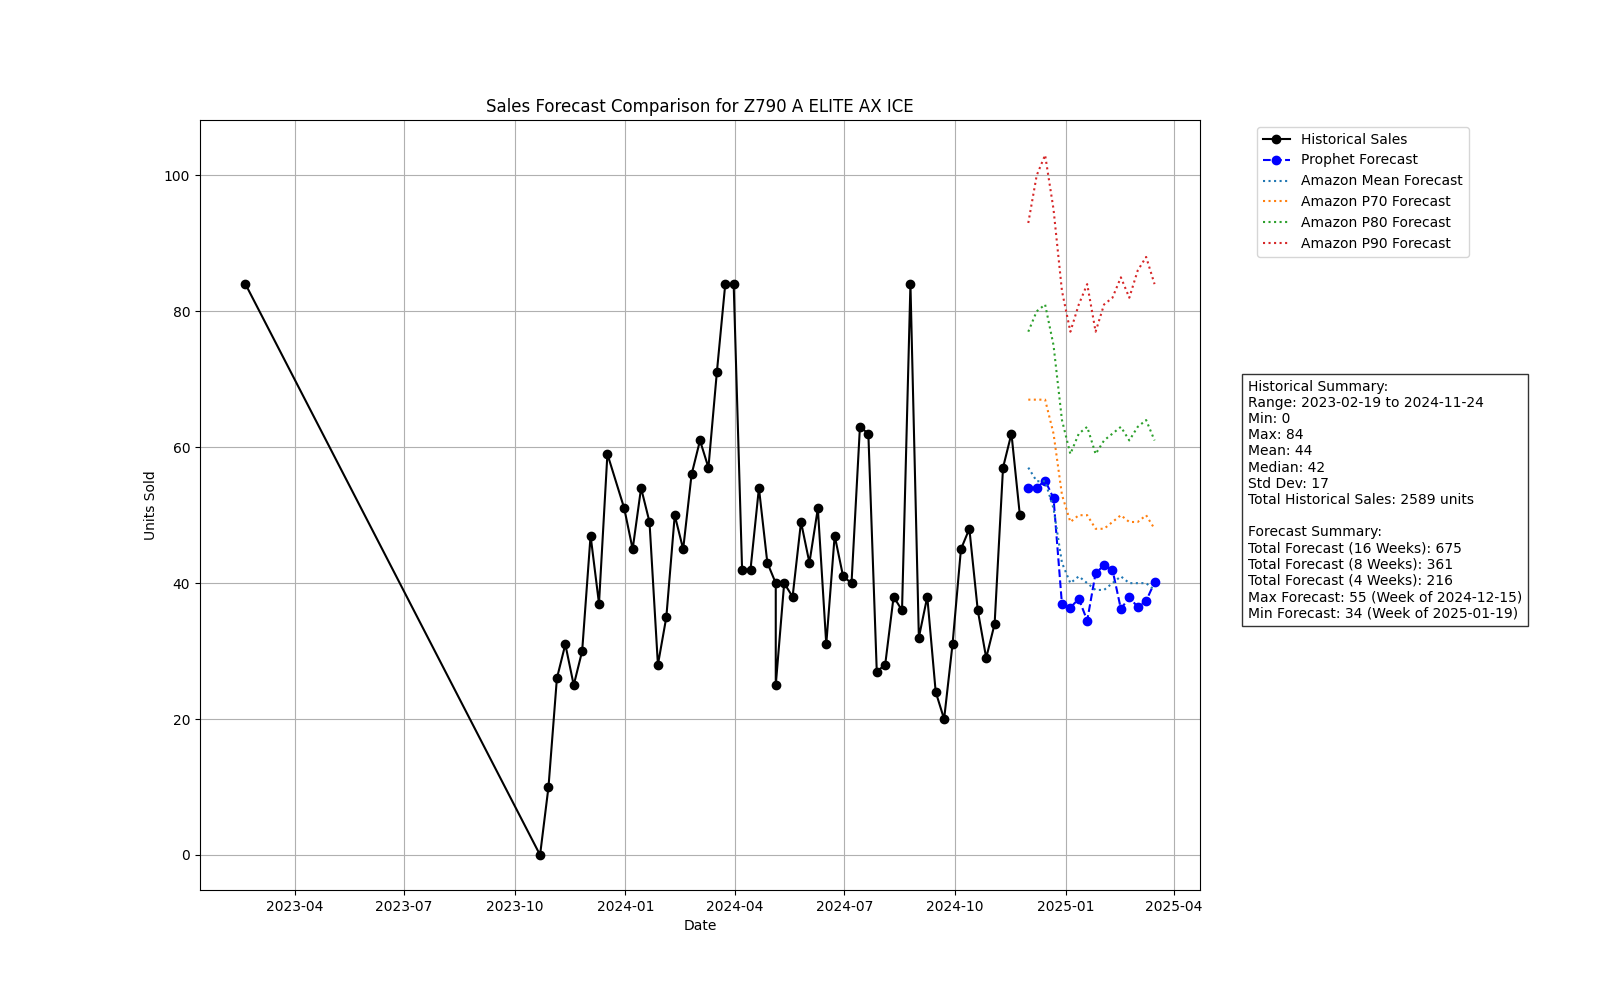 Sales Forecast Comparison for Z790 A ELITE AX ICE
Units Sold
100
80
60
40
20
0
2023-04 2023-07 2023-10 2024-01 2024-04 2024-07 2024-10 2025-01 2025-04
Date
Historical Sales
Prophet Forecast
Amazon Mean Forecast
Amazon P70 Forecast
Amazon P80 Forecast
Amazon P90 Forecast
Historical Summary:
Range: 2023-02-19 to 2024-11-24
Min: 0
Max: 84
Mean: 44
Median: 42
Std Dev: 17
Total Historical Sales: 2589 units
Forecast Summary:
Total Forecast (16 Weeks): 675
Total Forecast (8 Weeks): 361
Total Forecast (4 Weeks): 216
Max Forecast: 55 (Week of 2024-12-15)
Min Forecast: 34 (Week of 2025-01-19)